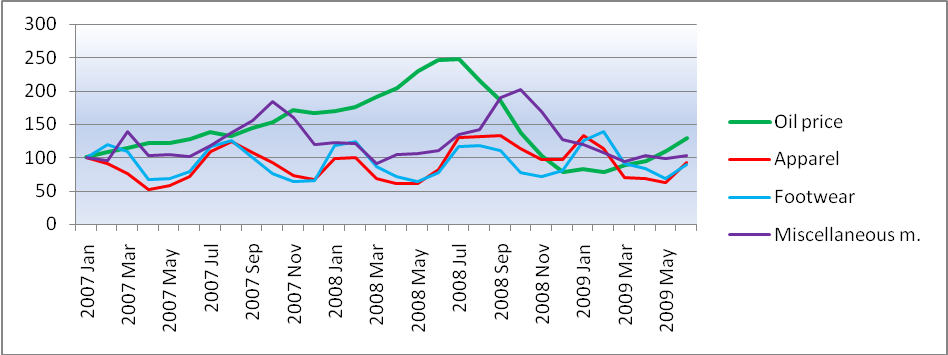 300
250
200
150
100
50
0
2007 Jan
2007 Mar
2007 May
2007 Jul
2007 Sep
2007 Nov
2008 Jan
2008 Mar
2008 May
2008 Jul
2008 Sep
2008 Nov
2009 Jan
2009 Mar
2009 May
Oil price
Apparel
Footwear
Miscellaneous m.